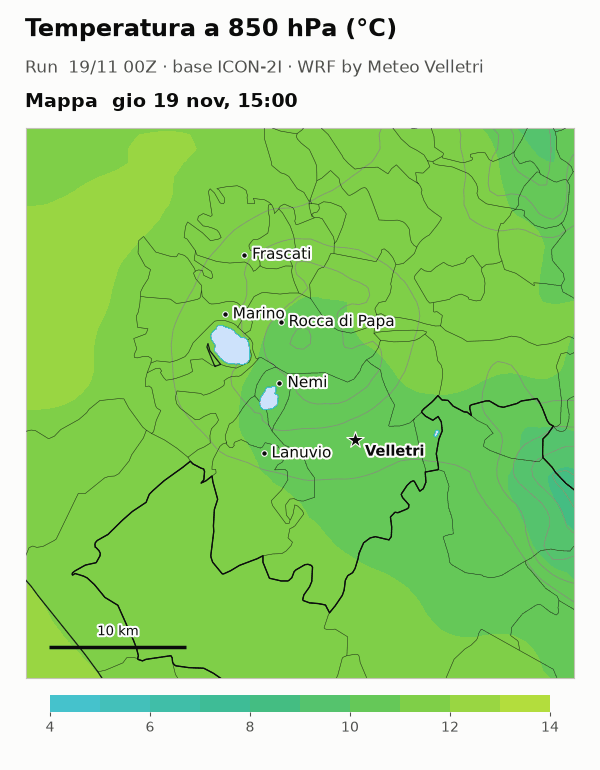 Temperatura a 850 hPa (°C)
Run  19/11 00Z · base ICON-2I · WRF by Meteo Velletri
Mappa  gio 19 nov, 15:00
Frascati
Marino
Rocca di Papa
Nemi
Velletri
Lanuvio
10 km
4 6 8 10 12 14